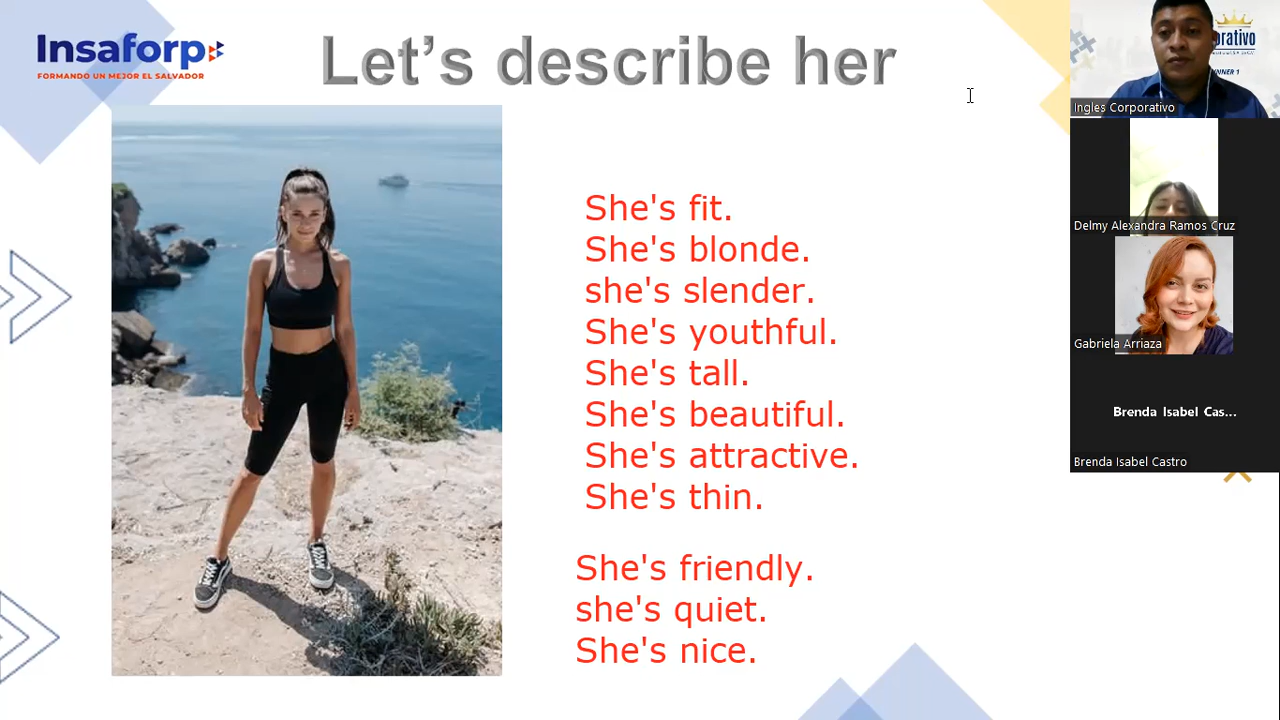 Insaforp
FORMANDO UN MEJOR EL SALVADOR
Let's describe her
She's fit.
She's blonde.
she's slender.
She's youthful.
She's tall.
She's beautiful.
She's attractive.
She's thin.
She's friendly.
she's quiet.
She's nice.
Ingles Corporativo
Delmy Alexandra Ramos Cruz
Gabriela Arriaza
Brenda Isabel Cas...
Brenda Isabel Castro